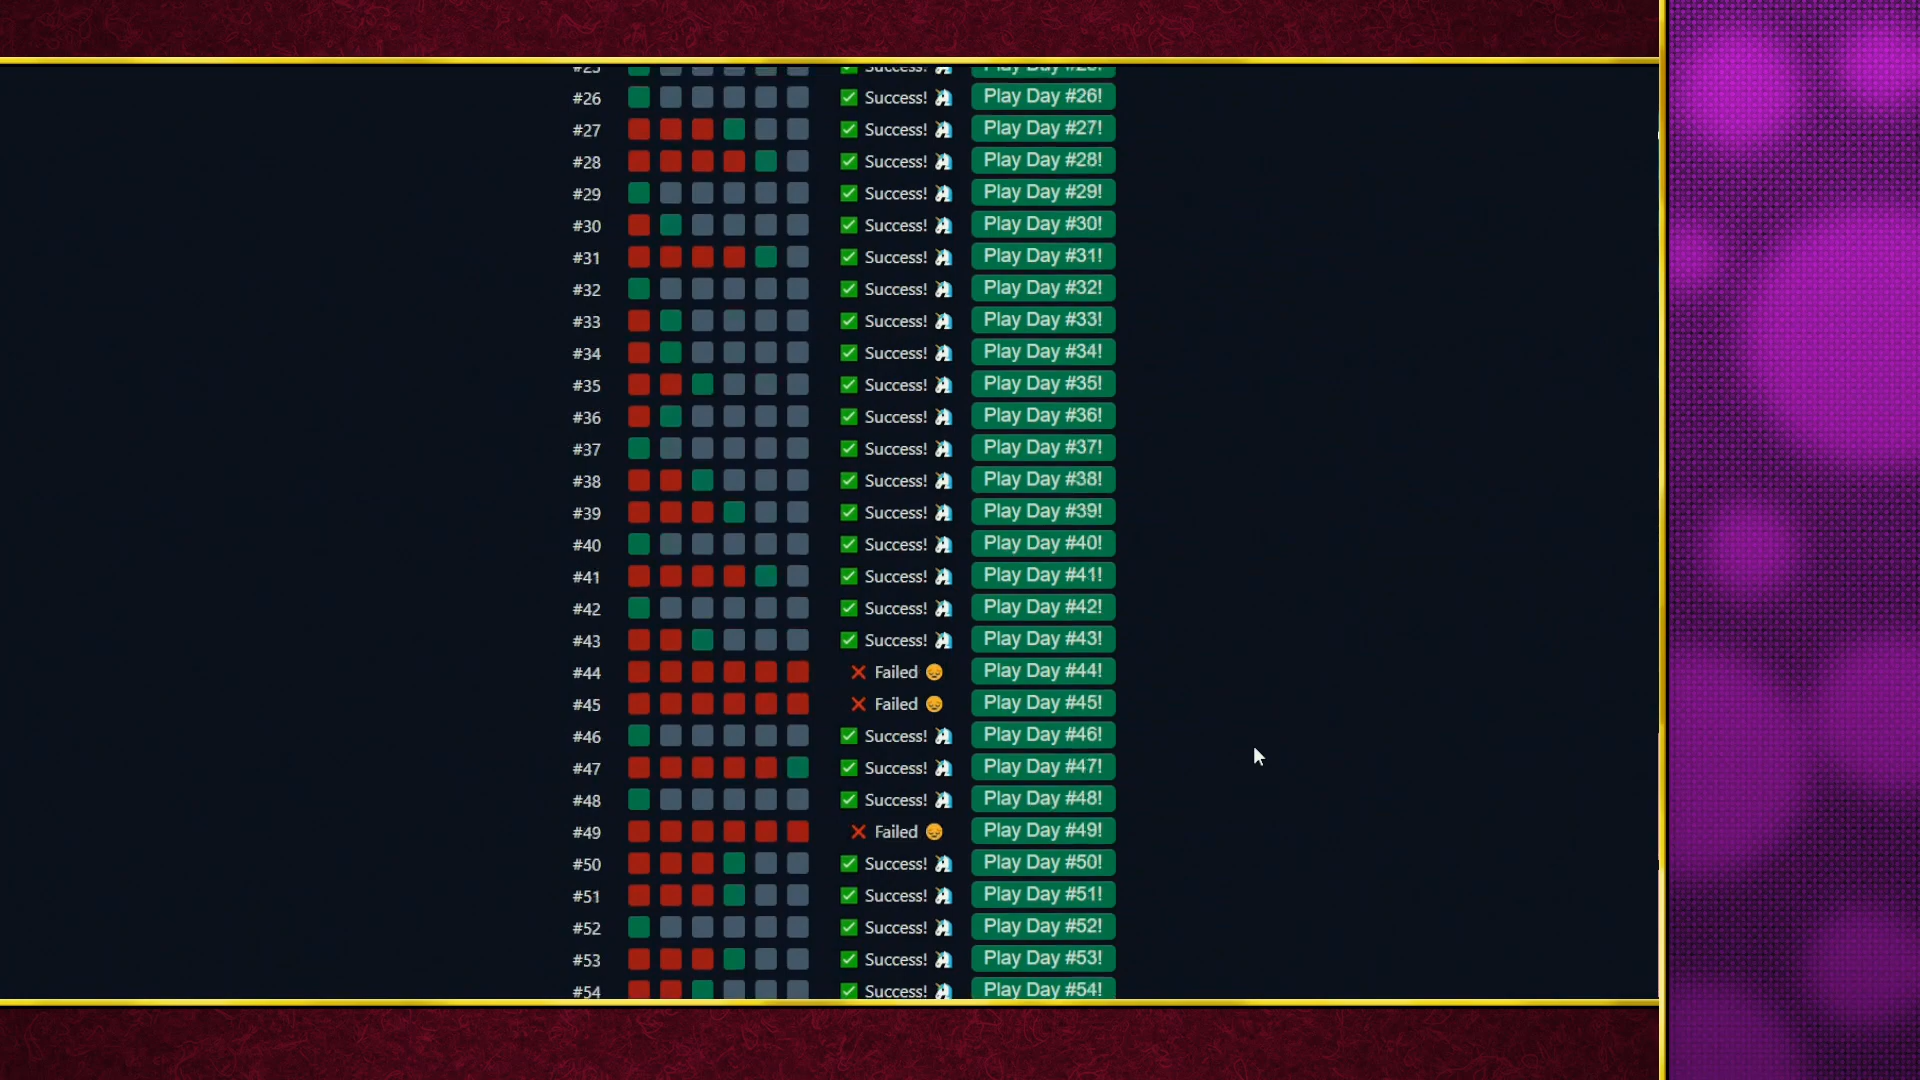 #25 Success! Play Day #25!
#26 Success! Play Day #26!
#27 Success! Play Day #27!
#28 Success! Play Day #28!
#29 Success! Play Day #29!
#30 Success! Play Day #30!
#31 Success! Play Day #31!
#32 Success! Play Day #32!
#33 Success! Play Day #33!
#34 Success! Play Day #34!
#35 Success! Play Day #35!
#36 Success! Play Day #36!
#37 Success! Play Day #37!
#38 Success! Play Day #38!
#39 Success! Play Day #39!
#40 Success! Play Day #40!
#41 Success! Play Day #41!
#42 Success! Play Day #42!
#43 Success! Play Day #43!
#44 Failed Play Day #44!
#45 Failed Play Day #45!
#46 Success! Play Day #46!
#47 Success! Play Day #47!
#48 Success! Play Day #48!
#49 Failed Play Day #49!
#50 Success! Play Day #50!
#51 Success! Play Day #51!
#52 Success! Play Day #52!
#53 Success! Play Day #53!
#54 Success! Play Day #54!